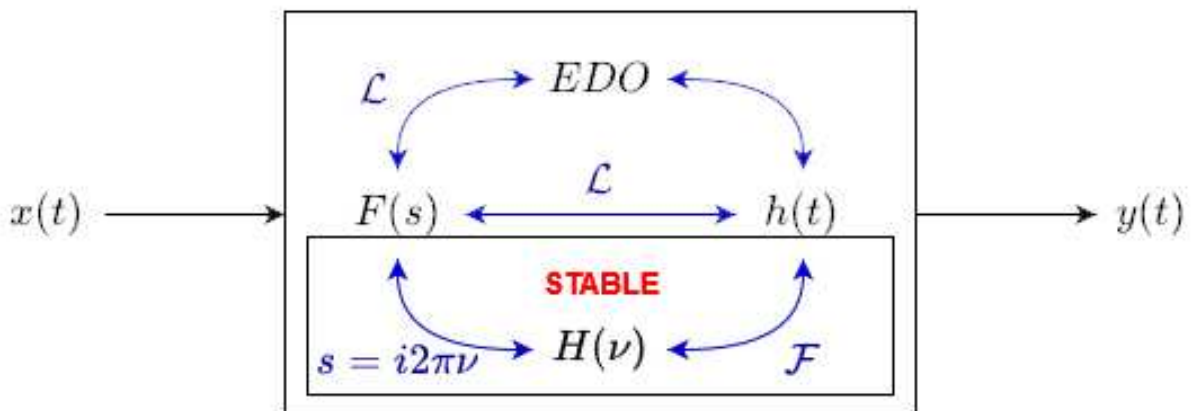 EDO
ℒ
ℒ
x(t) F(s) h(t) y(t)
STABLE
s = i2πν H(ν) ℱ